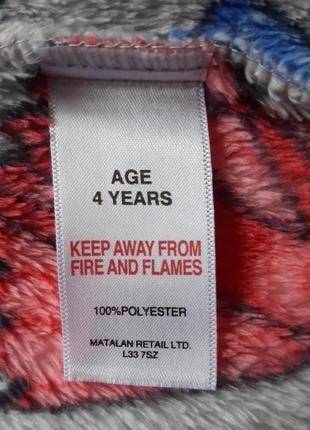 AGE
4 YEARS
KEEP AWAY FROM
FIRE AND FLAMES
100%POLYESTER
MATALAN RETAIL LTD.
L33 7SZ